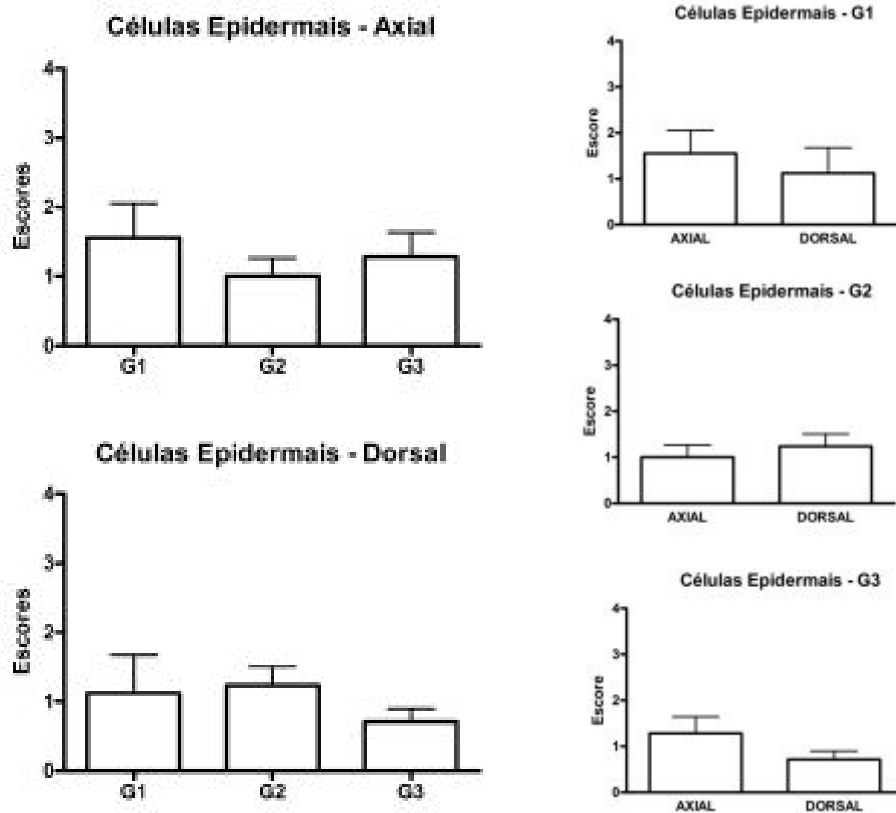 Células Epidermais - Axial
4
3
2
1
0
Escores
G1 G2 G3
Células Epidermais - Dorsal
4
3
2
1
0
Escores
G1 G2 G3
Células Epidermais - G1
4
3
2
1
0
Escore
AXIAL DORSAL
Células Epidermais - G2
4
3
2
1
0
Escore
AXIAL DORSAL
Células Epidermais - G3
4
3
2
1
0
Escore
AXIAL DORSAL